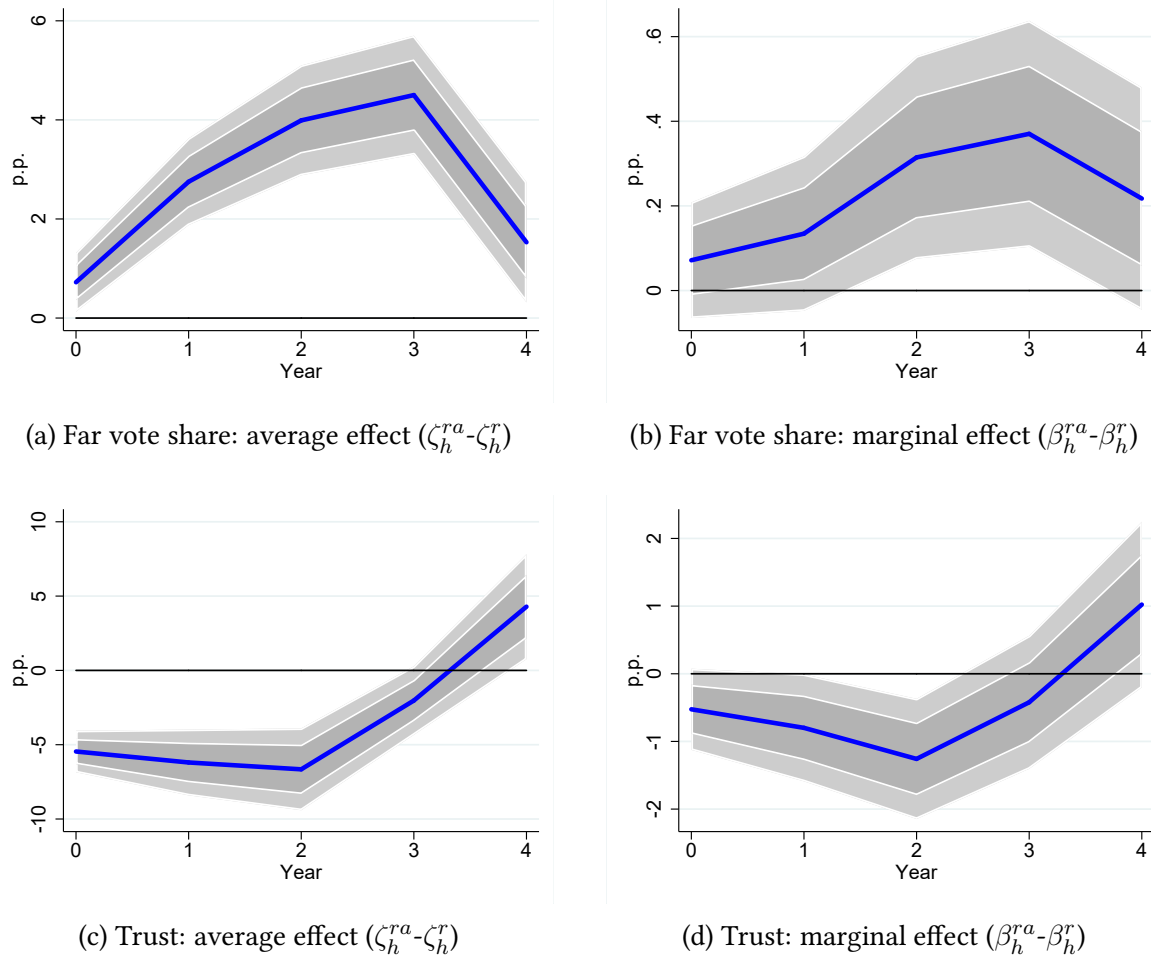 6
4
2
0
p.p.
0 1 2 3 4
Year
(a) Far vote share: average effect (ζ_h^{ra}-ζ_h^r)
.6
.4
.2
0
p.p.
0 1 2 3 4
Year
(b) Far vote share: marginal effect (β_h^{ra}-β_h^r)
10
5
0
-5
-10
p.p.
0 1 2 3 4
Year
(c) Trust: average effect (ζ_h^{ra}-ζ_h^r)
2
1
0
-1
-2
p.p.
0 1 2 3 4
Year
(d) Trust: marginal effect (β_h^{ra}-β_h^r)